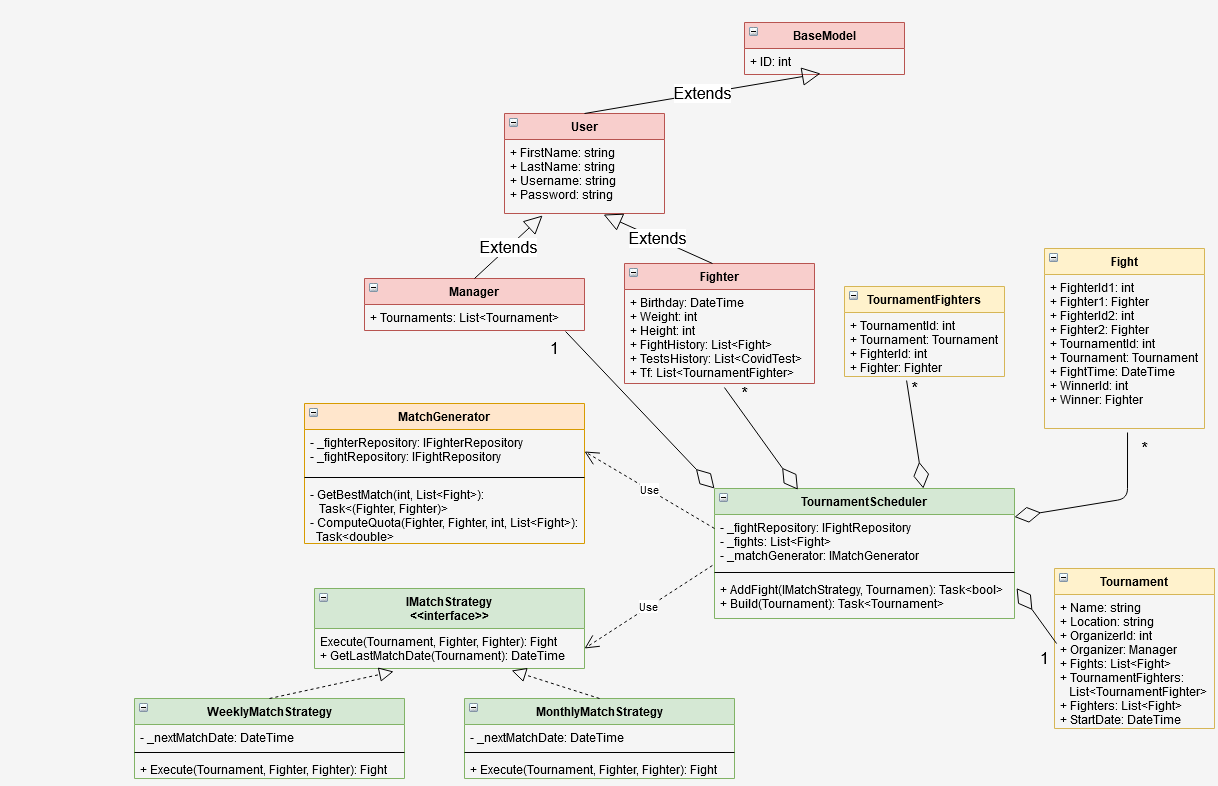 BaseModel
+ ID: int
Extends
User
+ FirstName: string
+ LastName: string
+ Username: string
+ Password: string
Extends
Extends
Manager
+ Tournaments: List<Tournament>
1
Fighter
+ Birthday: DateTime
+ Weight: int
+ Height: int
+ FightHistory: List<Fight>
+ TestsHistory: List<CovidTest>
+ Tf: List<TournamentFighter>
*
TournamentFighters
+ TournamentId: int
+ Tournament: Tournament
+ FighterId: int
+ Fighter: Fighter
*
Fight
+ FighterId1: int
+ Fighter1: Fighter
+ FighterId2: int
+ Fighter2: Fighter
+ TournamentId: int
+ Tournament: Tournament
+ FightTime: DateTime
+ WinnerId: int
+ Winner: Fighter
*
MatchGenerator
- _fighterRepository: IFighterRepository
- _fightRepository: IFightRepository
- GetBestMatch(int, List<Fight>):
Task<(Fighter, Fighter)>
- ComputeQuota(Fighter, Fighter, int, List<Fight>):
Task<double>
Use
TournamentScheduler
- _fightRepository: IFightRepository
- _fights: List<Fight>
- _matchGenerator: IMatchGenerator
+ AddFight(IMatchStrategy, Tournamen): Task<bool>
+ Build(Tournament): Task<Tournament>
Use
IMatchStrategy
<<interface>>
Execute(Tournament, Fighter, Fighter): Fight
+ GetLastMatchDate(Tournament): DateTime
Tournament
+ Name: string
+ Location: string
+ OrganizerId: int
+ Organizer: Manager
+ Fights: List<Fight>
+ TournamentFighters:
List<TournamentFighter>
+ Fighters: List<Fight>
+ StartDate: DateTime
1
WeeklyMatchStrategy
- _nextMatchDate: DateTime
+ Execute(Tournament, Fighter, Fighter): Fight
MonthlyMatchStrategy
- _nextMatchDate: DateTime
+ Execute(Tournament, Fighter, Fighter): Fight